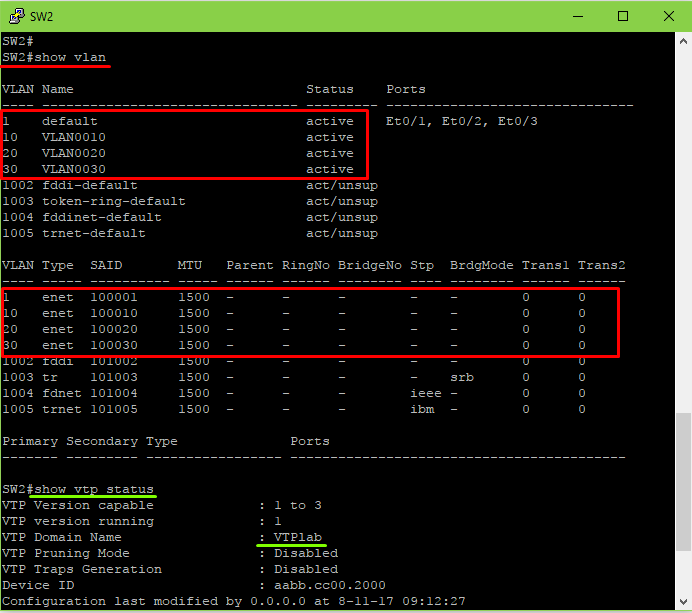 SW2
SW2#
SW2#show vlan
VLAN Name                             Status    Ports
---- -------------------------------- --------- -------------------------------
1    default                          active    Et0/1, Et0/2, Et0/3
10   VLAN0010                         active
20   VLAN0020                         active
30   VLAN0030                         active
1002 fddi-default                     act/unsup
1003 token-ring-default               act/unsup
1004 fddinet-default                  act/unsup
1005 trnet-default                    act/unsup
VLAN Type  SAID       MTU   Parent RingNo BridgeNo Stp  BrdgMode Trans1 Trans2
---- ----- ---------- ----- ------ ------ -------- ---- -------- ------ ------
1    enet  100001     1500  -      -      -        -    -        0      0
10   enet  100010     1500  -      -      -        -    -        0      0
20   enet  100020     1500  -      -      -        -    -        0      0
30   enet  100030     1500  -      -      -        -    -        0      0
1002 fddi  101002     1500  -      -      -        -    -        0      0
1003 tr    101003     1500  -      -      -        -    srb      0      0
1004 fdnet 101004     1500  -      -      -        ieee -        0      0
1005 trnet 101005     1500  -      -      -        ibm  -        0      0
Primary Secondary Type              Ports
------- --------- ----------------- ------------------------------------------
SW2#show vtp status
VTP Version capable             : 1 to 3
VTP version running             : 1
VTP Domain Name                 : VTPlab
VTP Pruning Mode                : Disabled
VTP Traps Generation            : Disabled
Device ID                       : aabb.cc00.2000
Configuration last modified by 0.0.0.0 at 8-11-17 09:12:27